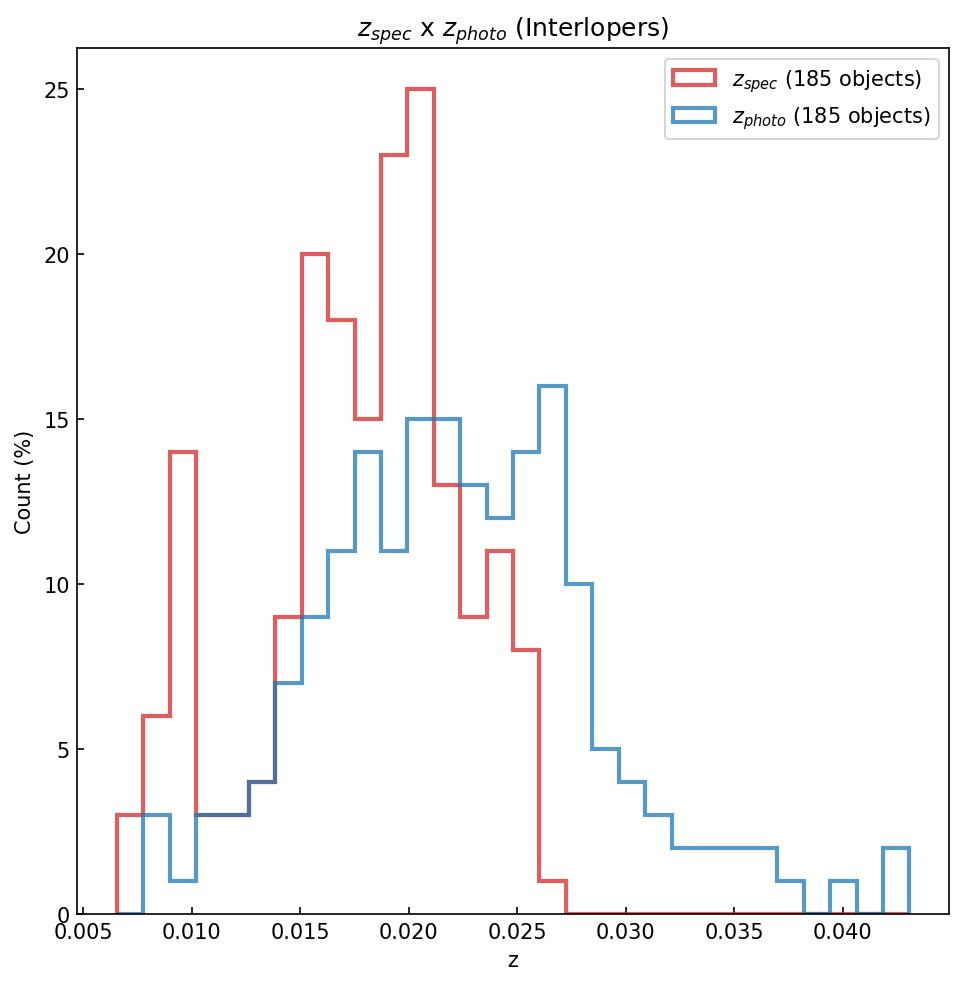 z_spec x z_photo (Interlopers)
z_spec (185 objects)
z_photo (185 objects)
Count (%)
25
20
15
10
5
0
0.005 0.010 0.015 0.020 0.025 0.030 0.035 0.040
z